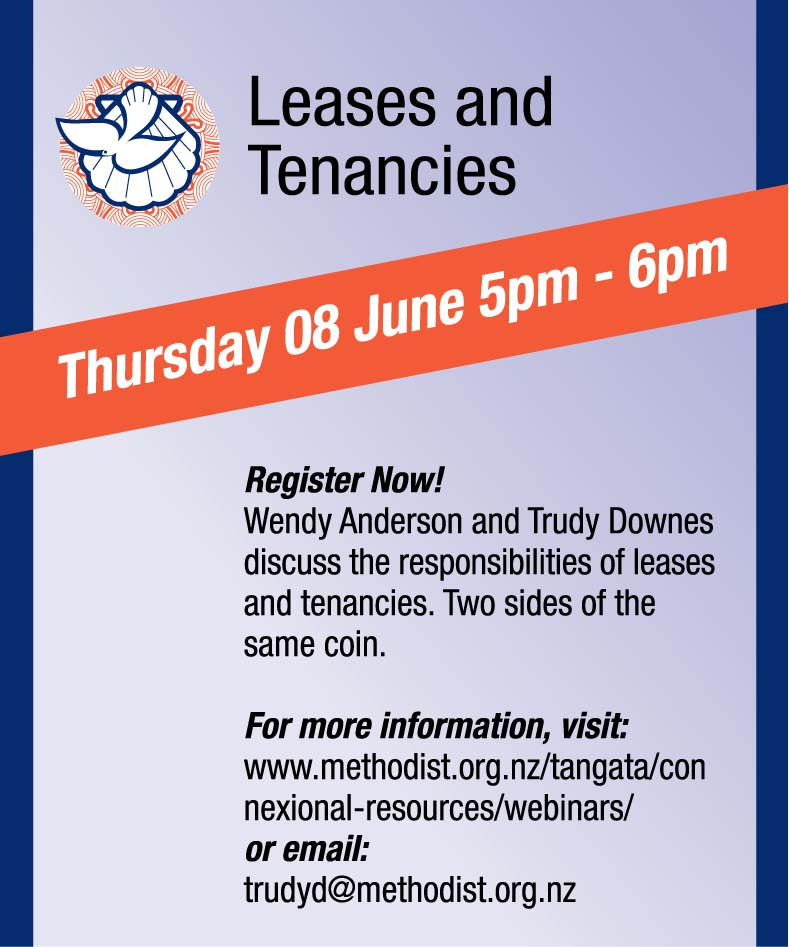 Leases and
Tenancies
Thursday 08 June 5pm - 6pm
Register Now!
Wendy Anderson and Trudy Downes
discuss the responsibilities of leases
and tenancies. Two sides of the
same coin.
For more information, visit:
www.methodist.org.nz/tangata/con
nexional-resources/webinars/
or email:
trudyd@methodist.org.nz